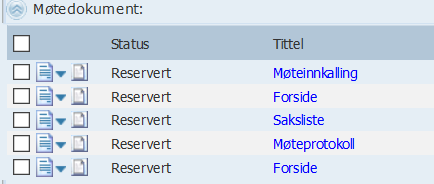 Møtedokument:
Status Tittel
Reservert Møteinnkalling
Reservert Forside
Reservert Saksliste
Reservert Møteprotokoll
Reservert Forside